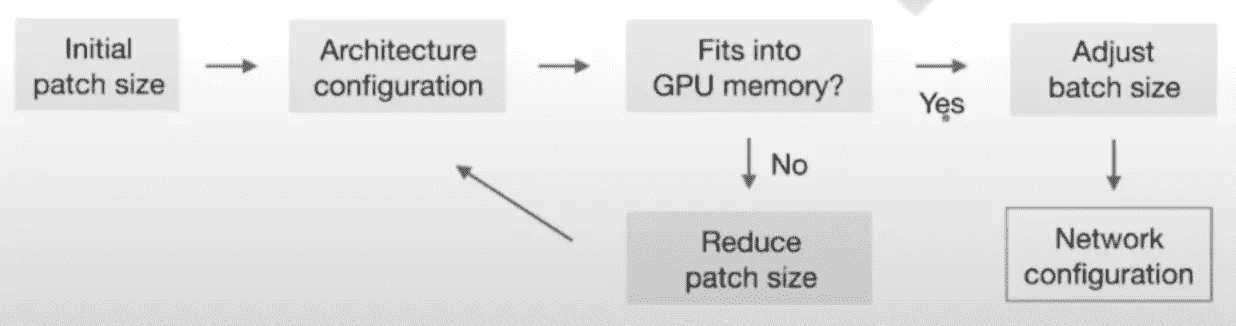 Initial
patch size
Architecture
configuration
Fits into
GPU memory?
Yes
Adjust
batch size
No
Reduce
patch size
Network
configuration